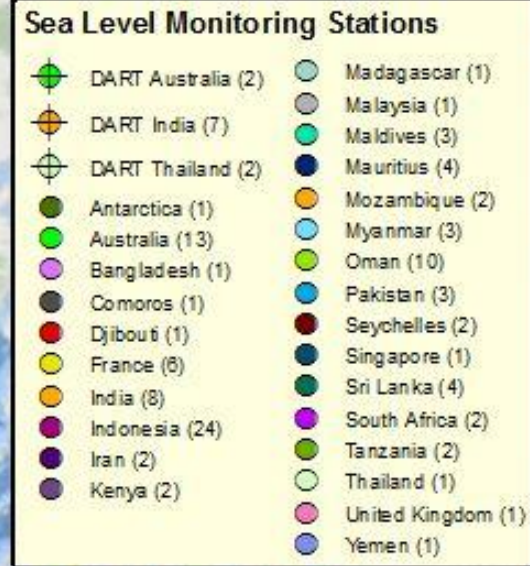 Sea Level Monitoring Stations
DART Australia (2)
DART India (7)
DART Thailand (2)
Antarctica (1)
Australia (13)
Bangladesh (1)
Comoros (1)
Djibouti (1)
France (6)
India (8)
Indonesia (24)
Iran (2)
Kenya (2)
Madagascar (1)
Malaysia (1)
Maldives (3)
Mauritius (4)
Mozambique (2)
Myanmar (3)
Oman (10)
Pakistan (3)
Seychelles (2)
Singapore (1)
Sri Lanka (4)
South Africa (2)
Tanzania (2)
Thailand (1)
United Kingdom (1)
Yemen (1)